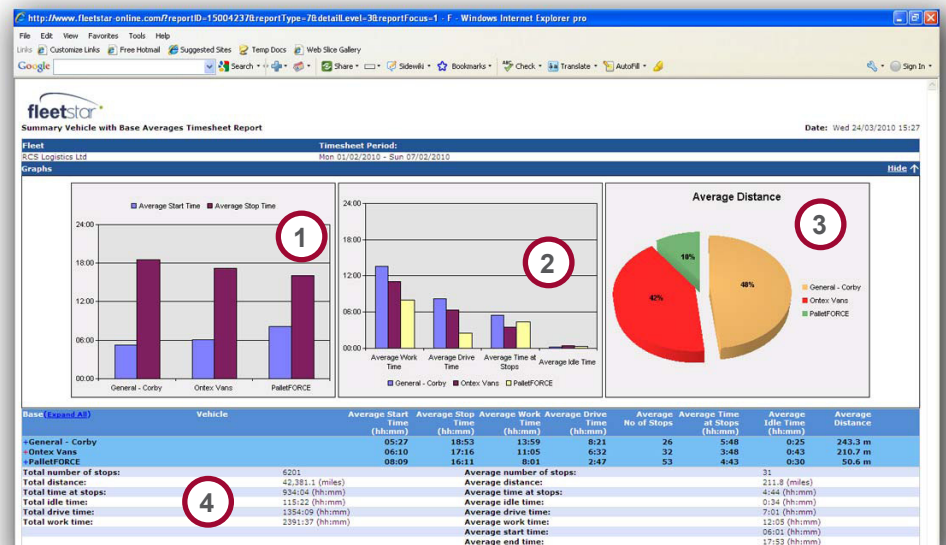 http://www.fleetstar-online.com/?reportID=15004237&reportType=7&detailLevel=3&reportFocus=1 - F - Windows Internet Explorer pro
File Edit View Favorites Tools Help
Links Customize Links Free Hotmail Suggested Sites Temp Docs Web Slice Gallery
Google Search Share Sidewiki Bookmarks Check Translate AutoFill Sign In
fleetstar
Summary Vehicle with Base Averages Timesheet Report Date: Wed 24/03/2010 15:27
Fleet Timesheet Period:
RCS Logistics Ltd Mon 01/02/2010 - Sun 07/02/2010
Graphs Hide
Average Start Time Average Stop Time
24:00
18:00
12:00
06:00
00:00
General - Corby Ontex Vans PalletFORCE
1
24:00
18:00
12:00
06:00
00:00
Average Work Time Average Drive Time Average Time at Stops Average Idle Time
General - Corby Ontex Vans PalletFORCE
2
Average Distance
3
10%
48%
42%
General - Corby
Ontex Vans
PalletFORCE
Base(Expand All) Vehicle Average Start Time (hh:mm) Average Stop Time (hh:mm) Average Work Time (hh:mm) Average Drive Time (hh:mm) Average No of Stops Average Time at Stops (hh:mm) Average Idle Time (hh:mm) Average Distance
+General - Corby 05:27 18:53 13:59 8:21 26 5:48 0:25 243.3 m
+Ontex Vans 06:10 17:16 11:05 6:32 32 3:48 0:43 210.7 m
+PalletFORCE 08:09 16:11 8:01 2:47 53 4:43 0:30 50.6 m
Total number of stops: 6201 Average number of stops: 31
Total distance: 42,381.1 (miles) Average distance: 211.8 (miles)
Total time at stops: 934:04 (hh:mm) Average time at stops: 4:44 (hh:mm)
Total idle time: 115:22 (hh:mm) Average idle time: 0:34 (hh:mm)
Total drive time: 1354:09 (hh:mm) Average drive time: 7:01 (hh:mm)
Total work time: 2391:37 (hh:mm) Average work time: 12:05 (hh:mm)
Average start time: 06:01 (hh:mm)
Average end time: 17:53 (hh:mm)
4